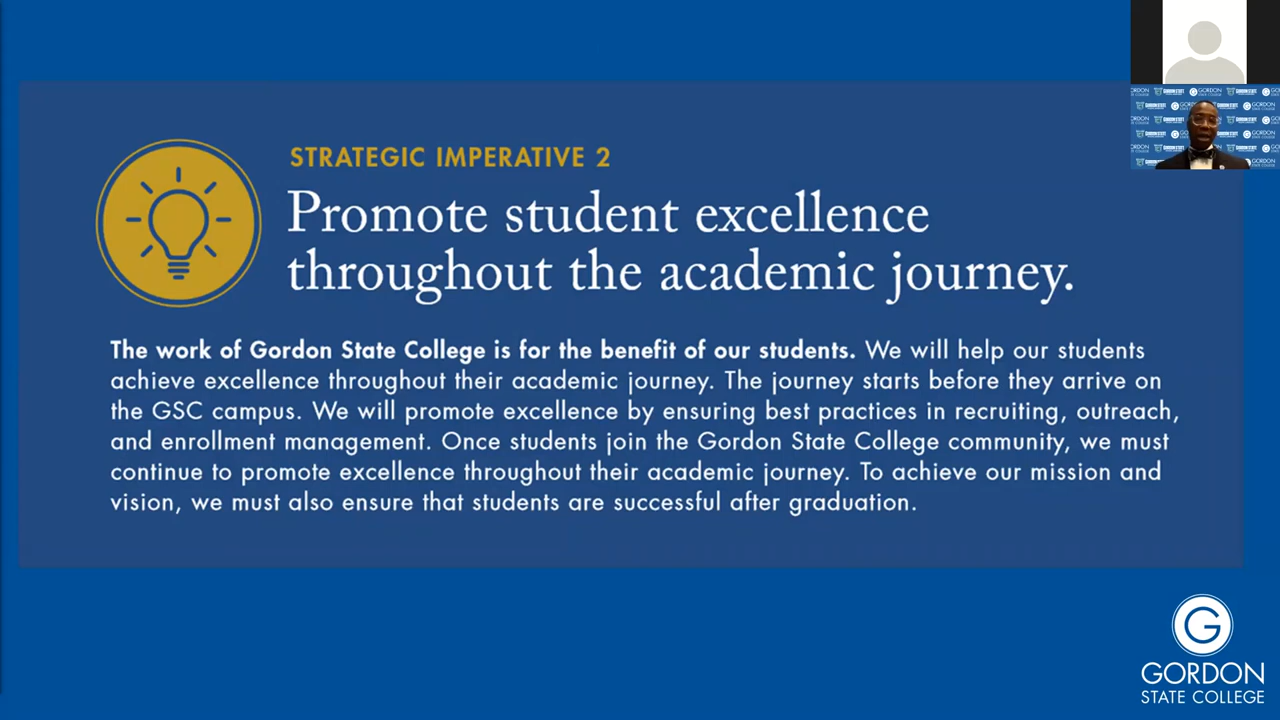 STRATEGIC IMPERATIVE 2
Promote student excellence
throughout the academic journey.
The work of Gordon State College is for the benefit of our students. We will help our students
achieve excellence throughout their academic journey. The journey starts before they arrive on
the GSC campus. We will promote excellence by ensuring best practices in recruiting, outreach,
and enrollment management. Once students join the Gordon State College community, we must
continue to promote excellence throughout their academic journey. To achieve our mission and
vision, we must also ensure that students are successful after graduation.
G
GORDON
STATE COLLEGE